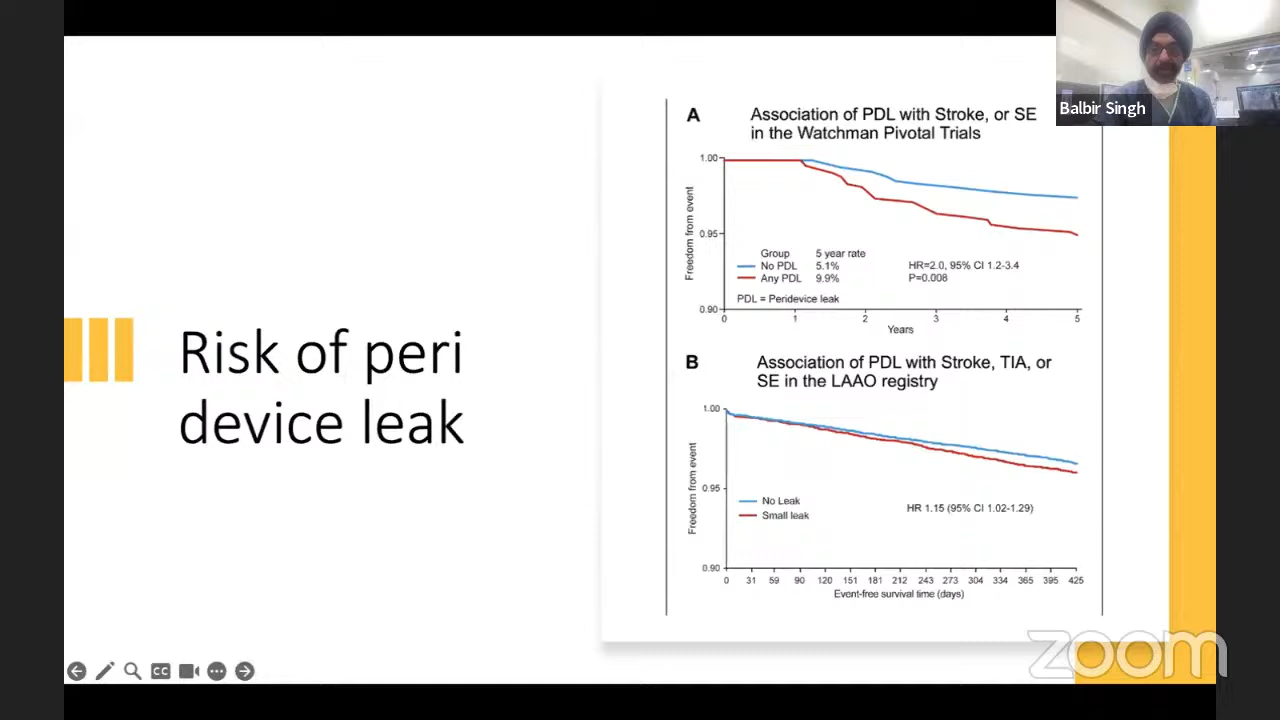 Balbir Singh
Risk of peri
device leak
A
Association of PDL with Stroke, or SE
in the Watchman Pivotal Trials
Freedom from event
1.00
0.95
0.90
Group 5 year rate
No PDL 5.1%
Any PDL 9.9%
PDL = Peridevice leak
HR=2.0, 95% CI 1.2-3.4
P=0.008
0 1 2 3 4 5
Years
B
Association of PDL with Stroke, TIA, or
SE in the LAAO registry
Freedom from event
1.00
0.95
0.90
No Leak
Small leak
HR 1.15 (95% CI 1.02-1.29)
0 31 59 90 120 151 181 212 243 273 304 334 365 395 425
Event-free survival time (days)
CC
zoom